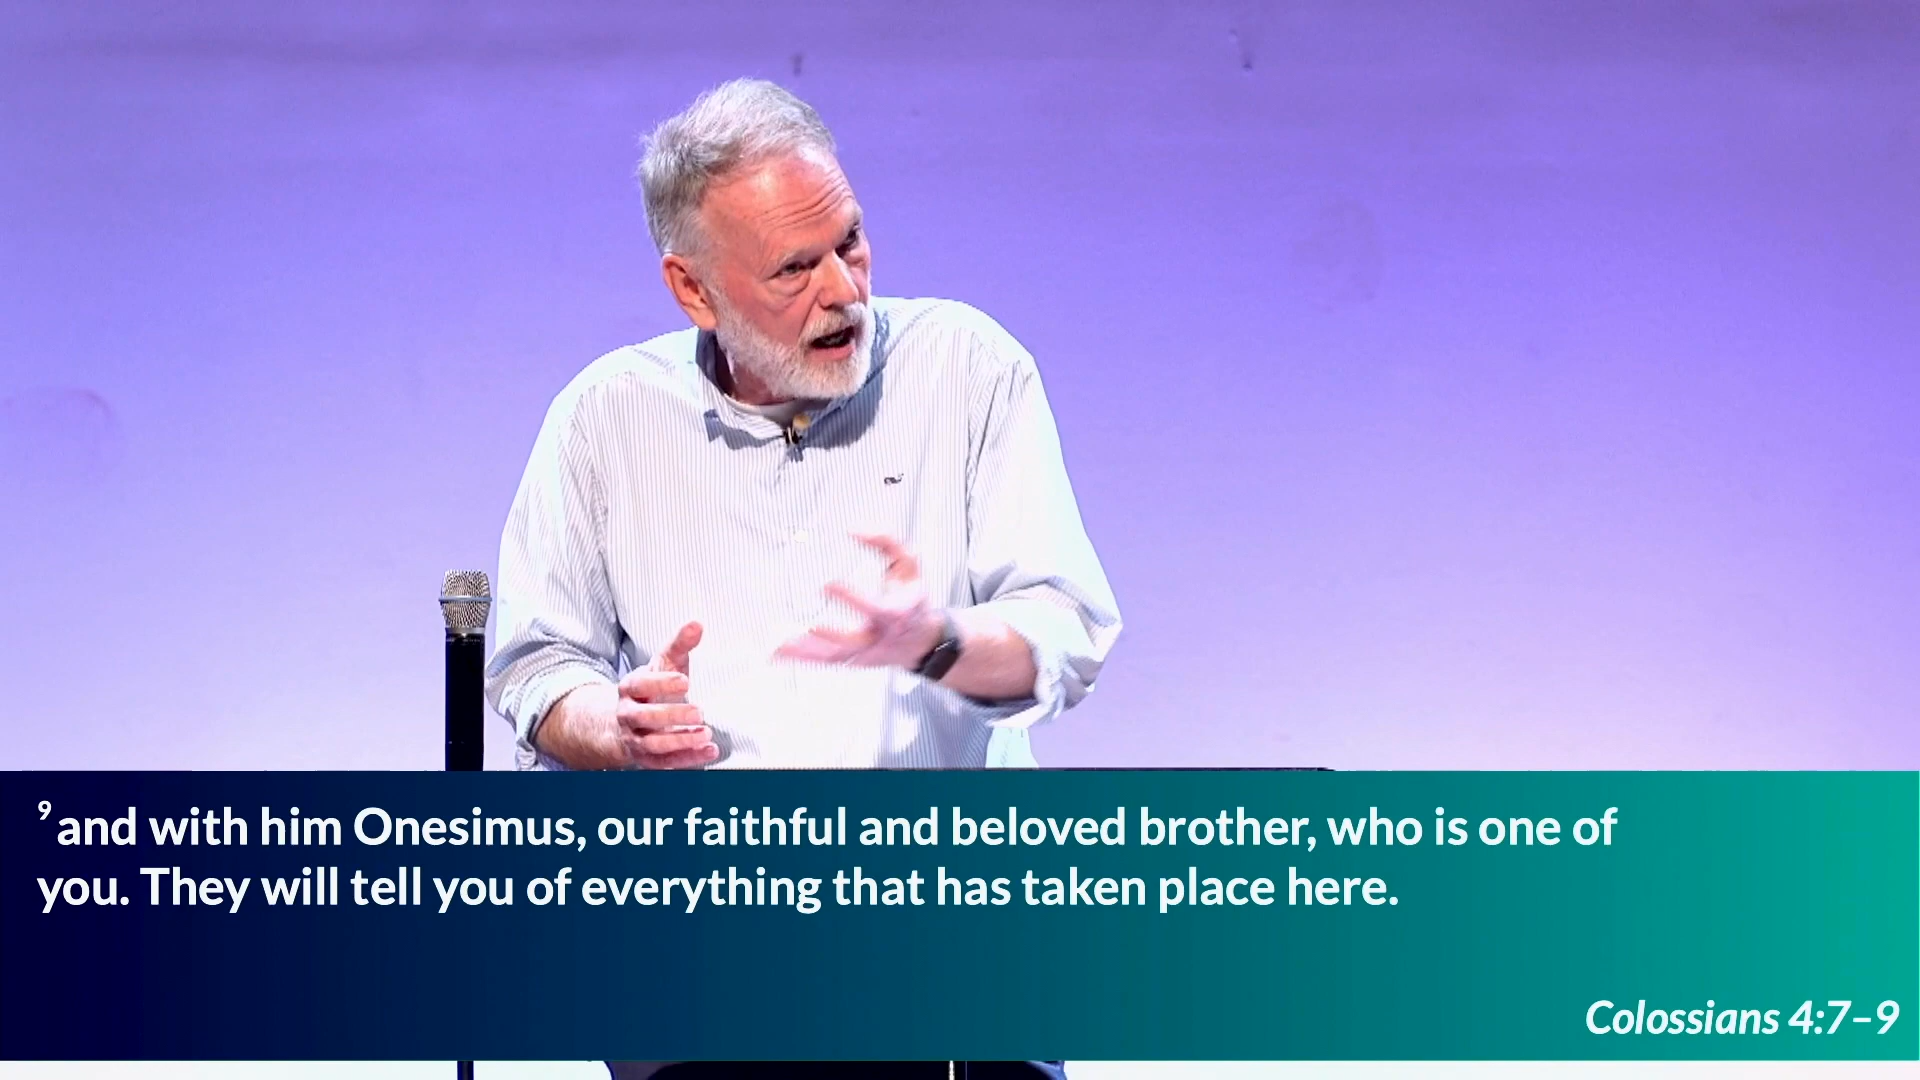 ⁹and with him Onesimus, our faithful and beloved brother, who is one of
you. They will tell you of everything that has taken place here.
Colossians 4:7–9